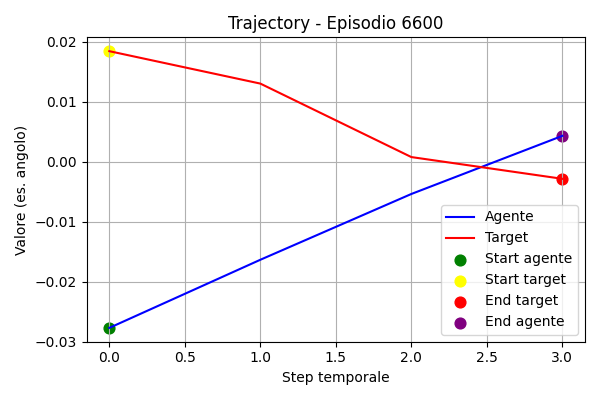 Trajectory - Episodio 6600
Valore (es. angolo)
0.02
0.01
0.00
−0.01
−0.02
−0.03
0.0
0.5
1.0
1.5
2.0
2.5
3.0
Step temporale
Agente
Target
Start agente
Start target
End target
End agente